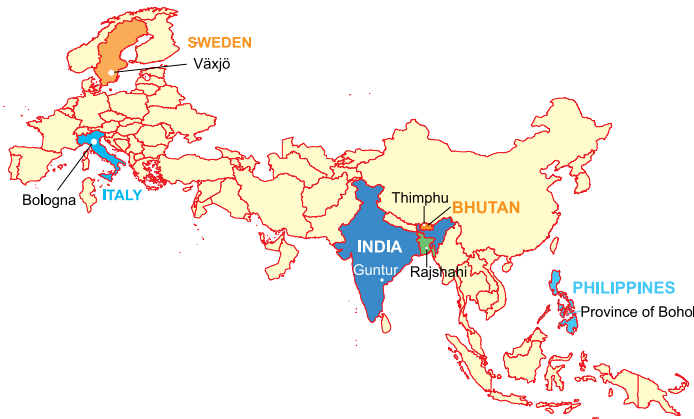 SWEDEN
Växjö
Bologna
ITALY
Thimphu
BHUTAN
INDIA
Guntur
Rajshahi
PHILIPPINES
Province of Bohol